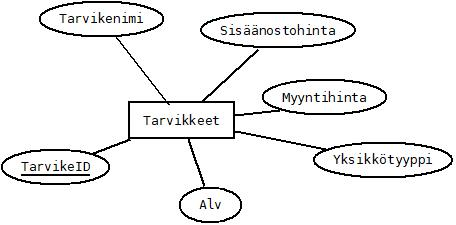 Tarvikenimi
Sisäänostohinta
Myyntihinta
Tarvikkeet
Yksikkötyyppi
TarvikeID
Alv